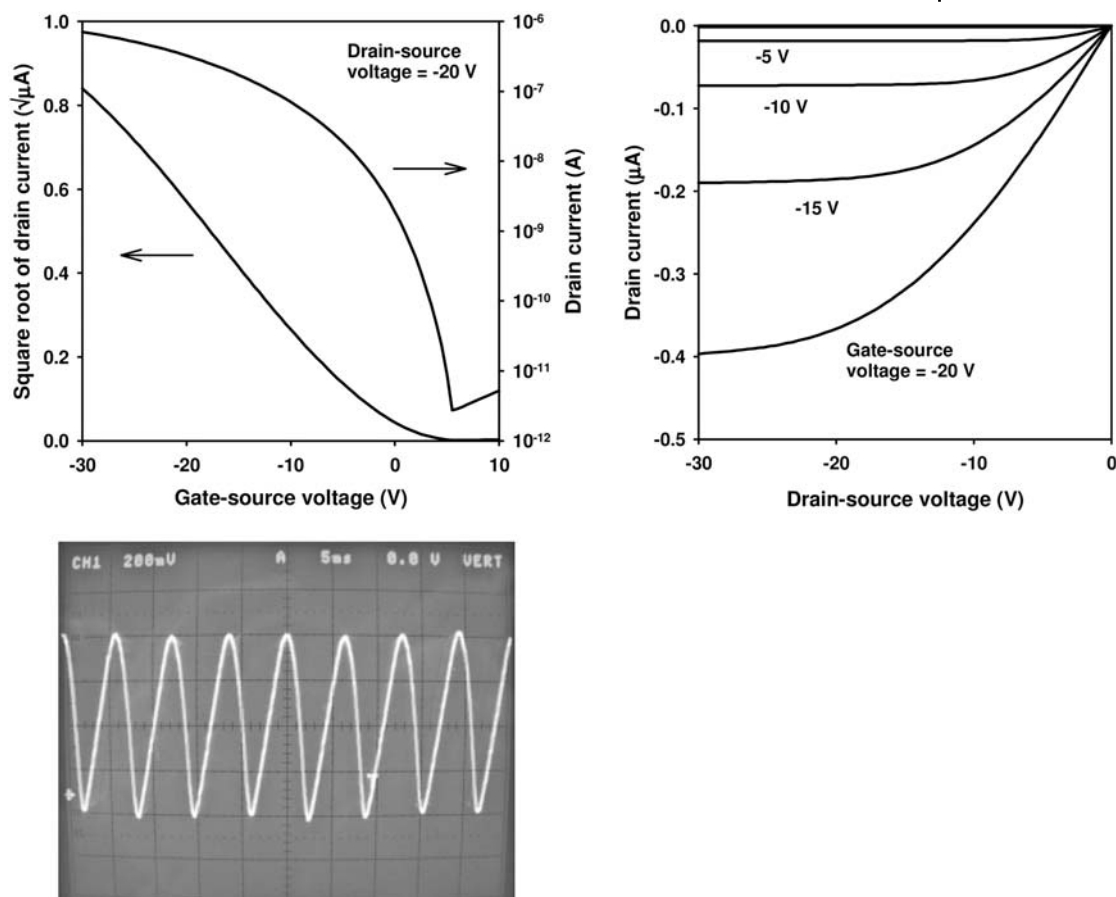 Drain-source
voltage = -20 V
Square root of drain current (√μA)
1.0
0.8
0.6
0.4
0.2
0.0
-30
-20
-10
0
10
Gate-source voltage (V)
10-6
10-7
10-8
10-9
10-10
10-11
10-12
Drain current (A)
Drain current (μA)
0.0
-0.1
-0.2
-0.3
-0.4
-0.5
-5 V
-10 V
-15 V
Gate-source
voltage = -20 V
-30
-20
-10
0
Drain-source voltage (V)
CH1 200mV A 5ms 0.0 V VERT